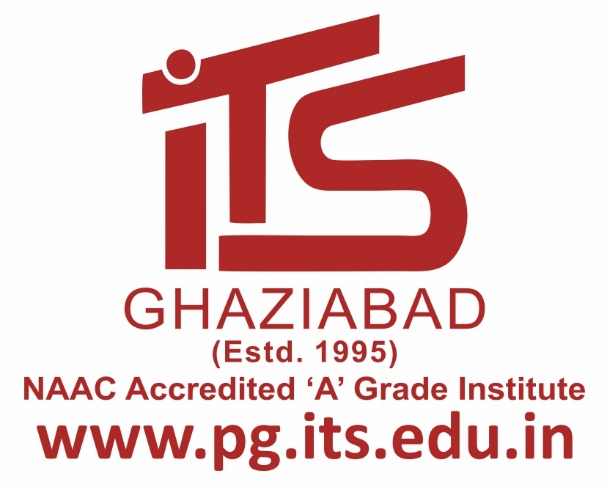 iTS
GHAZIABAD
(Estd. 1995)
NAAC Accredited ‘A’ Grade Institute
www.pg.its.edu.in